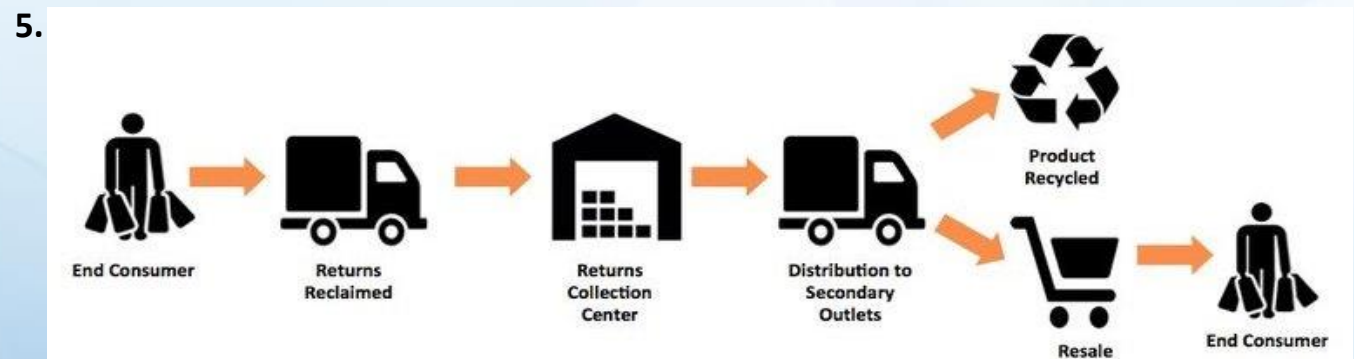 5.
End Consumer
Returns
Reclaimed
Returns
Collection
Center
Distribution to
Secondary
Outlets
Product
Recycled
Resale
End Consumer